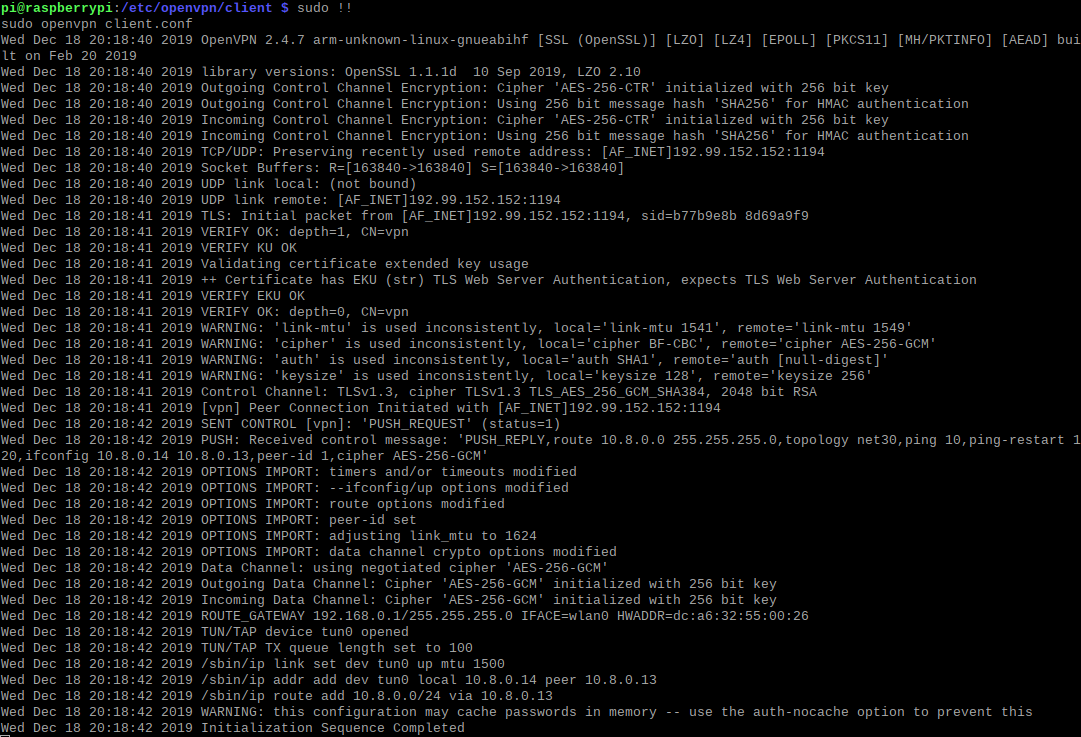 pi@raspberrypi:/etc/openvpn/client $ sudo !!
sudo openvpn client.conf
Wed Dec 18 20:18:40 2019 OpenVPN 2.4.7 arm-unknown-linux-gnueabihf [SSL (OpenSSL)] [LZO] [LZ4] [EPOLL] [PKCS11] [MH/PKTINFO] [AEAD] bui
lt on Feb 20 2019
Wed Dec 18 20:18:40 2019 library versions: OpenSSL 1.1.1d  10 Sep 2019, LZO 2.10
Wed Dec 18 20:18:40 2019 Outgoing Control Channel Encryption: Cipher 'AES-256-CTR' initialized with 256 bit key
Wed Dec 18 20:18:40 2019 Outgoing Control Channel Encryption: Using 256 bit message hash 'SHA256' for HMAC authentication
Wed Dec 18 20:18:40 2019 Incoming Control Channel Encryption: Cipher 'AES-256-CTR' initialized with 256 bit key
Wed Dec 18 20:18:40 2019 Incoming Control Channel Encryption: Using 256 bit message hash 'SHA256' for HMAC authentication
Wed Dec 18 20:18:40 2019 TCP/UDP: Preserving recently used remote address: [AF_INET]192.99.152.152:1194
Wed Dec 18 20:18:40 2019 Socket Buffers: R=[163840->163840] S=[163840->163840]
Wed Dec 18 20:18:40 2019 UDP link local: (not bound)
Wed Dec 18 20:18:40 2019 UDP link remote: [AF_INET]192.99.152.152:1194
Wed Dec 18 20:18:41 2019 TLS: Initial packet from [AF_INET]192.99.152.152:1194, sid=b77b9e8b 8d69a9f9
Wed Dec 18 20:18:41 2019 VERIFY OK: depth=1, CN=vpn
Wed Dec 18 20:18:41 2019 VERIFY KU OK
Wed Dec 18 20:18:41 2019 Validating certificate extended key usage
Wed Dec 18 20:18:41 2019 ++ Certificate has EKU (str) TLS Web Server Authentication, expects TLS Web Server Authentication
Wed Dec 18 20:18:41 2019 VERIFY EKU OK
Wed Dec 18 20:18:41 2019 VERIFY OK: depth=0, CN=vpn
Wed Dec 18 20:18:41 2019 WARNING: 'link-mtu' is used inconsistently, local='link-mtu 1541', remote='link-mtu 1549'
Wed Dec 18 20:18:41 2019 WARNING: 'cipher' is used inconsistently, local='cipher BF-CBC', remote='cipher AES-256-GCM'
Wed Dec 18 20:18:41 2019 WARNING: 'auth' is used inconsistently, local='auth SHA1', remote='auth [null-digest]'
Wed Dec 18 20:18:41 2019 WARNING: 'keysize' is used inconsistently, local='keysize 128', remote='keysize 256'
Wed Dec 18 20:18:41 2019 Control Channel: TLSv1.3, cipher TLSv1.3 TLS_AES_256_GCM_SHA384, 2048 bit RSA
Wed Dec 18 20:18:41 2019 [vpn] Peer Connection Initiated with [AF_INET]192.99.152.152:1194
Wed Dec 18 20:18:42 2019 SENT CONTROL [vpn]: 'PUSH_REQUEST' (status=1)
Wed Dec 18 20:18:42 2019 PUSH: Received control message: 'PUSH_REPLY,route 10.8.0.0 255.255.255.0,topology net30,ping 10,ping-restart 1
20,ifconfig 10.8.0.14 10.8.0.13,peer-id 1,cipher AES-256-GCM'
Wed Dec 18 20:18:42 2019 OPTIONS IMPORT: timers and/or timeouts modified
Wed Dec 18 20:18:42 2019 OPTIONS IMPORT: --ifconfig/up options modified
Wed Dec 18 20:18:42 2019 OPTIONS IMPORT: route options modified
Wed Dec 18 20:18:42 2019 OPTIONS IMPORT: peer-id set
Wed Dec 18 20:18:42 2019 OPTIONS IMPORT: adjusting link_mtu to 1624
Wed Dec 18 20:18:42 2019 OPTIONS IMPORT: data channel crypto options modified
Wed Dec 18 20:18:42 2019 Data Channel: using negotiated cipher 'AES-256-GCM'
Wed Dec 18 20:18:42 2019 Outgoing Data Channel: Cipher 'AES-256-GCM' initialized with 256 bit key
Wed Dec 18 20:18:42 2019 Incoming Data Channel: Cipher 'AES-256-GCM' initialized with 256 bit key
Wed Dec 18 20:18:42 2019 ROUTE_GATEWAY 192.168.0.1/255.255.255.0 IFACE=wlan0 HWADDR=dc:a6:32:55:00:26
Wed Dec 18 20:18:42 2019 TUN/TAP device tun0 opened
Wed Dec 18 20:18:42 2019 TUN/TAP TX queue length set to 100
Wed Dec 18 20:18:42 2019 /sbin/ip link set dev tun0 up mtu 1500
Wed Dec 18 20:18:42 2019 /sbin/ip addr add dev tun0 local 10.8.0.14 peer 10.8.0.13
Wed Dec 18 20:18:42 2019 /sbin/ip route add 10.8.0.0/24 via 10.8.0.13
Wed Dec 18 20:18:42 2019 WARNING: this configuration may cache passwords in memory -- use the auth-nocache option to prevent this
Wed Dec 18 20:18:42 2019 Initialization Sequence Completed